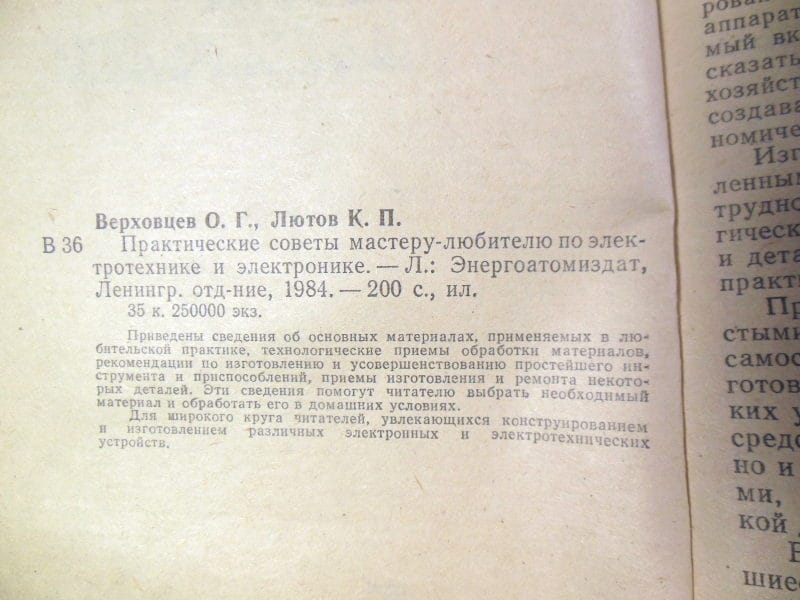 Верховцев О. Г., Лютов К. П.
В 36 Практические советы мастеру-любителю по элек-
тротехнике и электронике. — Л.: Энергоатомиздат,
Ленингр. отд-ние, 1984. — 200 с., ил.
35 к. 250000 экз.
Приведены сведения об основных материалах, применяемых в лю-
бительской практике, технологические приемы обработки материалов,
рекомендации по изготовлению и усовершенствованию простейшего ин-
струмента и приспособлений, приемы изготовления и ремонта некото-
рых деталей. Эти сведения помогут читателю выбрать необходимый
материал и обработать его в домашних условиях.
Для широкого круга читателей, увлекающихся конструированием
и изготовлением различных электронных и электротехнических
устройств.
рован
аппарат
мый вк
сказать
хозяйст
создава
номиче
Изг
ленным
трудно
гическ
и дета
практи
Пр
стыми
самос
готов
ких у
средо
но и
ми,
кой
В
шие